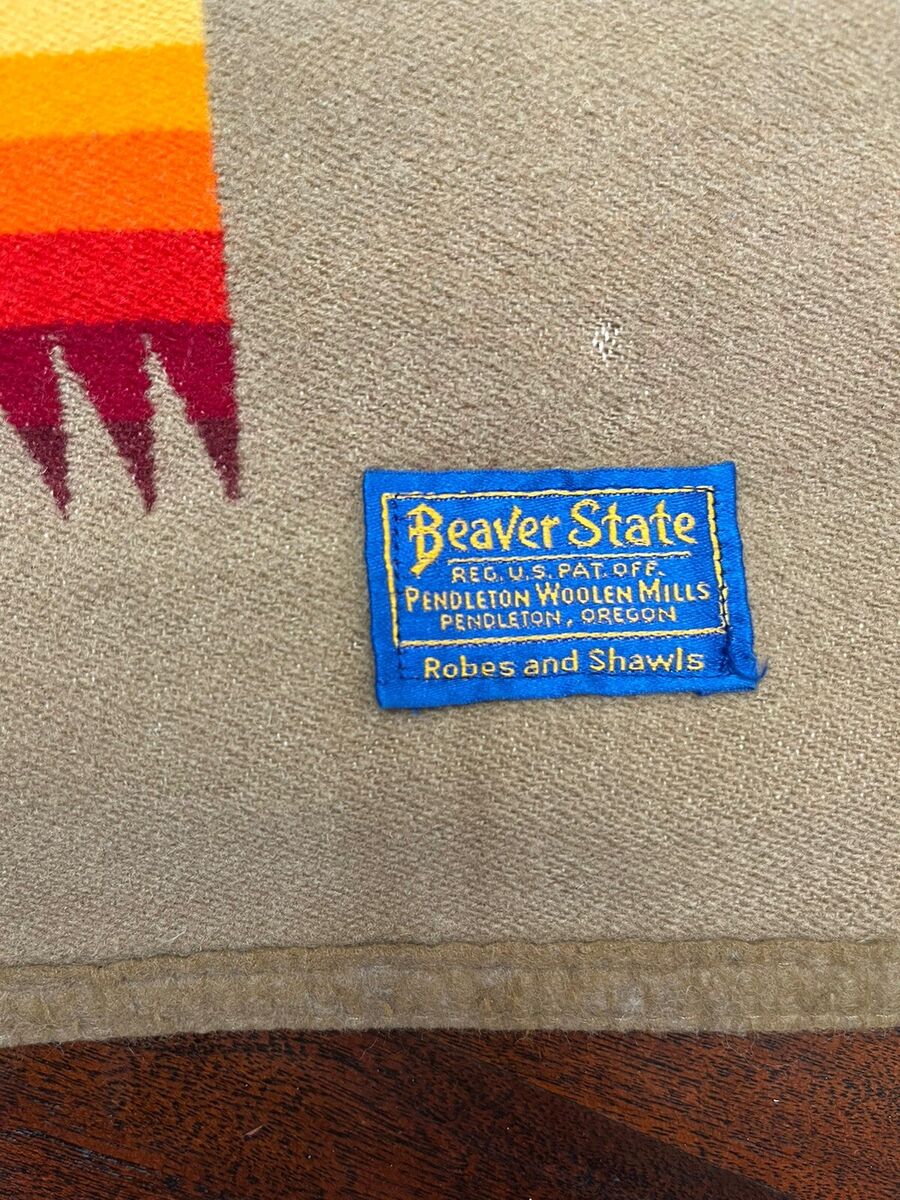 Beaver State
REG. U.S. PAT. OFF.
PENDLETON WOOLEN MILLS
PENDLETON, OREGON
Robes and Shawls